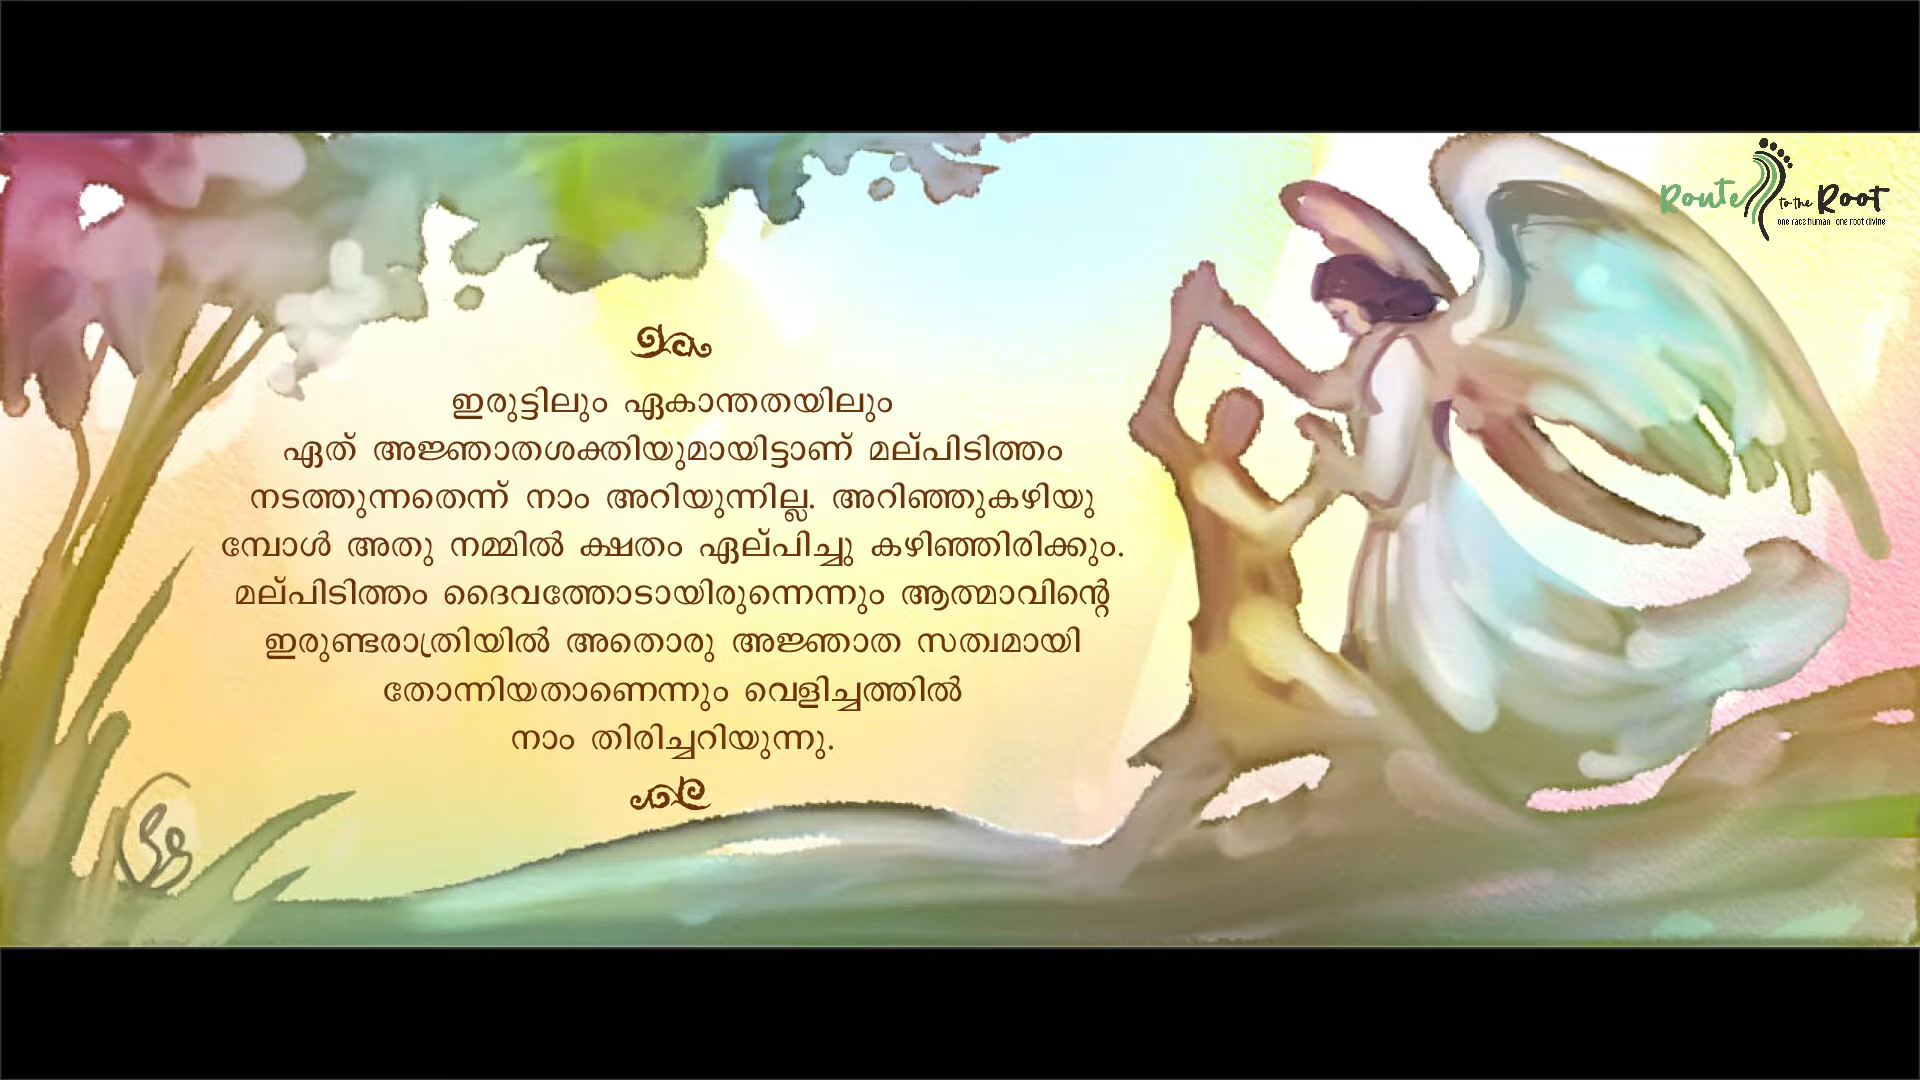 Route to the Root
one race human one root divine
ഇരുട്ടിലും ഏകാന്തതയിലും
ഏത് അജ്ഞാതശക്തിയുമായിട്ടാണ് മല്പിടിത്തം
നടത്തുന്നതെന്ന് നാം അറിയുന്നില്ല. അറിഞ്ഞുകഴിയു
മ്പോൾ അതു നമ്മിൽ ക്ഷതം ഏല്പിച്ചു കഴിഞ്ഞിരിക്കും.
മല്പിടിത്തം ദൈവത്തോടായിരുന്നെന്നും ആത്മാവിന്റെ
ഇരുണ്ടരാത്രിയിൽ അതൊരു അജ്ഞാത സത്വമായി
തോന്നിയതാണെന്നും വെളിച്ചത്തിൽ
നാം തിരിച്ചറിയുന്നു.